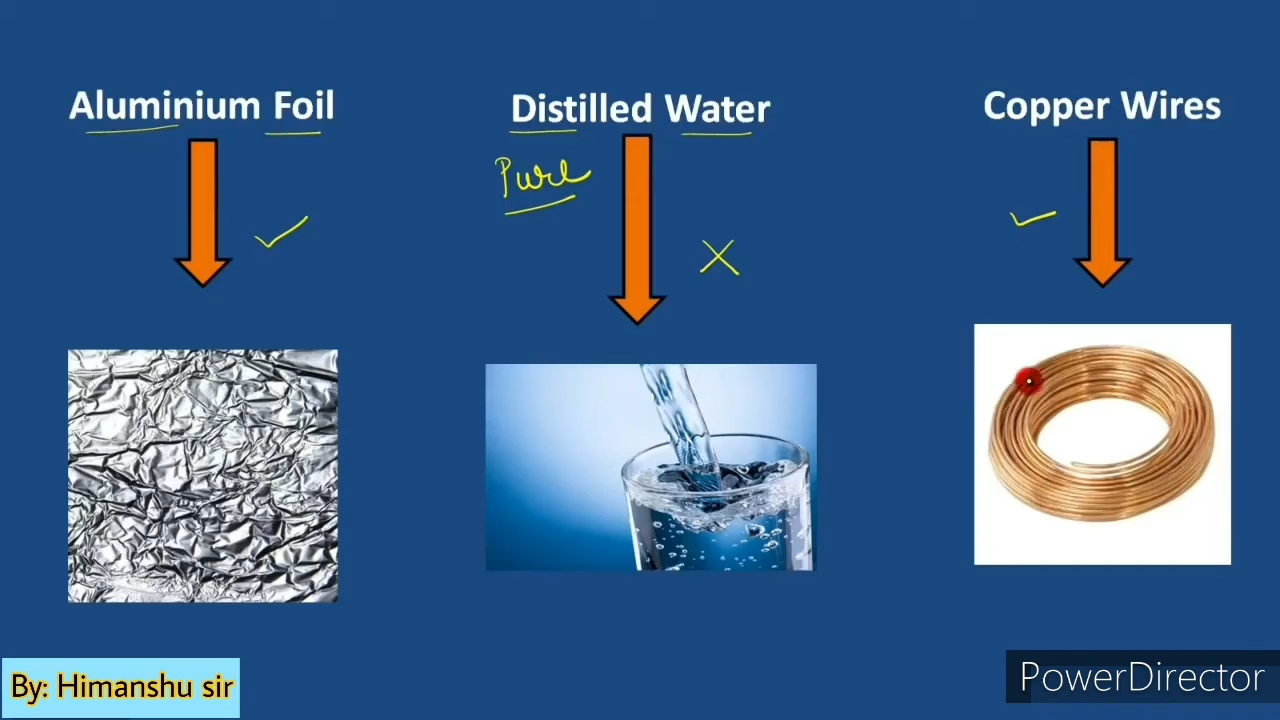 Aluminium Foil
Distilled Water
Copper Wires
Pure
By: Himanshu sir
PowerDirector